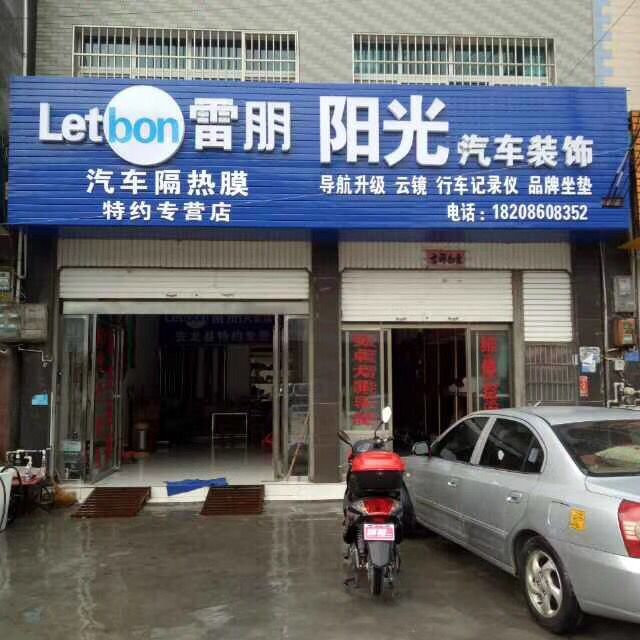 Letbon 雷朋 阳光 汽车装饰
汽车隔热膜
特约专营店
导航升级 云镜 行车记录仪 品牌坐垫
电话:18208608352